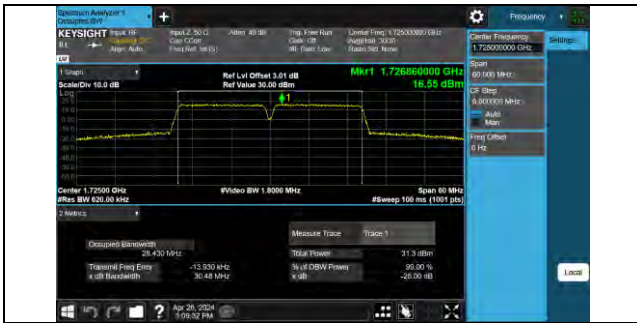 Spectrum Analyzer 1
Occupied BW
Frequency
KEYSIGHT Input: RF
Coupling: DC
Align: Auto
Input Z: 50 Ω
Corr CCorr
Freq Ref: Int (S)
Atten: 40 dB
Trig: Free Run
Gate: Off
#IF Gain: Low
Center Freq: 1.725000000 GHz
Avg|Hold: 30/30
Radio Std: None
Center Frequency
1.725000000 GHz
Settings
Span
60.000 MHz
CF Step
6.000000 MHz
Auto
Man
Freq Offset
0 Hz
1 Graph
Scale/Div 10.0 dB
Ref Lvl Offset 3.01 dB
Ref Value 30.00 dBm
Mkr1 1.726860000 GHz
16.55 dBm
Log
1
Center 1.72500 GHz
#Res BW 620.00 kHz
#Video BW 1.8000 MHz
Span 60 MHz
#Sweep 100 ms (1001 pts)
2 Metrics
Measure Trace
Trace 1
Occupied Bandwidth
28.430 MHz
Total Power
31.3 dBm
Transmit Freq Error
-13.930 kHz
% of OBW Power
99.00 %
x dB Bandwidth
30.48 MHz
x dB
-26.00 dB
Local
Apr 26, 2024
3:09:52 PM